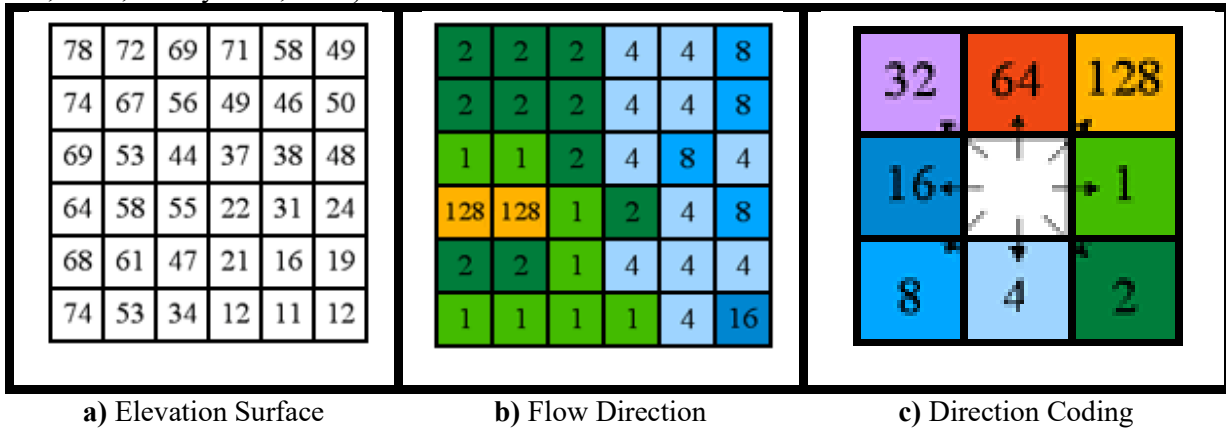 78 72 69 71 58 49
74 67 56 49 46 50
69 53 44 37 38 48
64 58 55 22 31 24
68 61 47 21 16 19
74 53 34 12 11 12
2 2 2 4 4 8
2 2 2 4 4 8
1 1 2 4 8 4
128 128 1 2 4 8
2 2 1 4 4 4
1 1 1 1 4 16
32 64 128
16 1
8 4 2
a) Elevation Surface
b) Flow Direction
c) Direction Coding